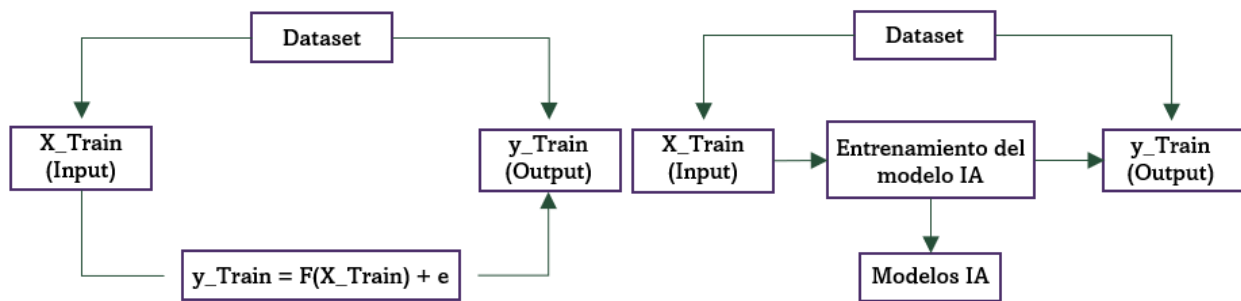 Dataset
X_Train
(Input)
y_Train
(Output)
y_Train = F(X_Train) + e
Dataset
X_Train
(Input)
Entrenamiento del
modelo IA
y_Train
(Output)
Modelos IA